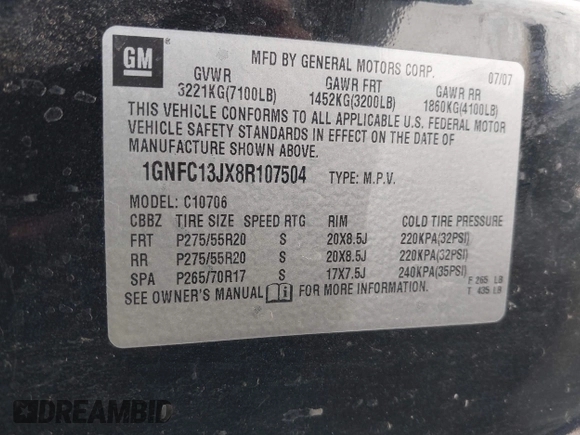 GM
MFD BY GENERAL MOTORS CORP. 07/07
GVWR GAWR FRT GAWR RR
3221KG(7100LB) 1452KG(3200LB) 1860KG(4100LB)
THIS VEHICLE CONFORMS TO ALL APPLICABLE U.S. FEDERAL MOTOR
VEHICLE SAFETY STANDARDS IN EFFECT ON THE DATE OF
MANUFACTURE SHOWN ABOVE.
1GNFC13JX8R107504 TYPE: M.P.V.
MODEL: C10706
CBBZ TIRE SIZE SPEED RTG RIM COLD TIRE PRESSURE
FRT P275/55R20 S 20X8.5J 220KPA(32PSI)
RR P275/55R20 S 20X8.5J 220KPA(32PSI)
SPA P265/70R17 S 17X7.5J 240KPA(35PSI)
F 265 LB
SEE OWNER'S MANUAL i FOR MORE INFORMATION. T 435 LB
DREAMBID